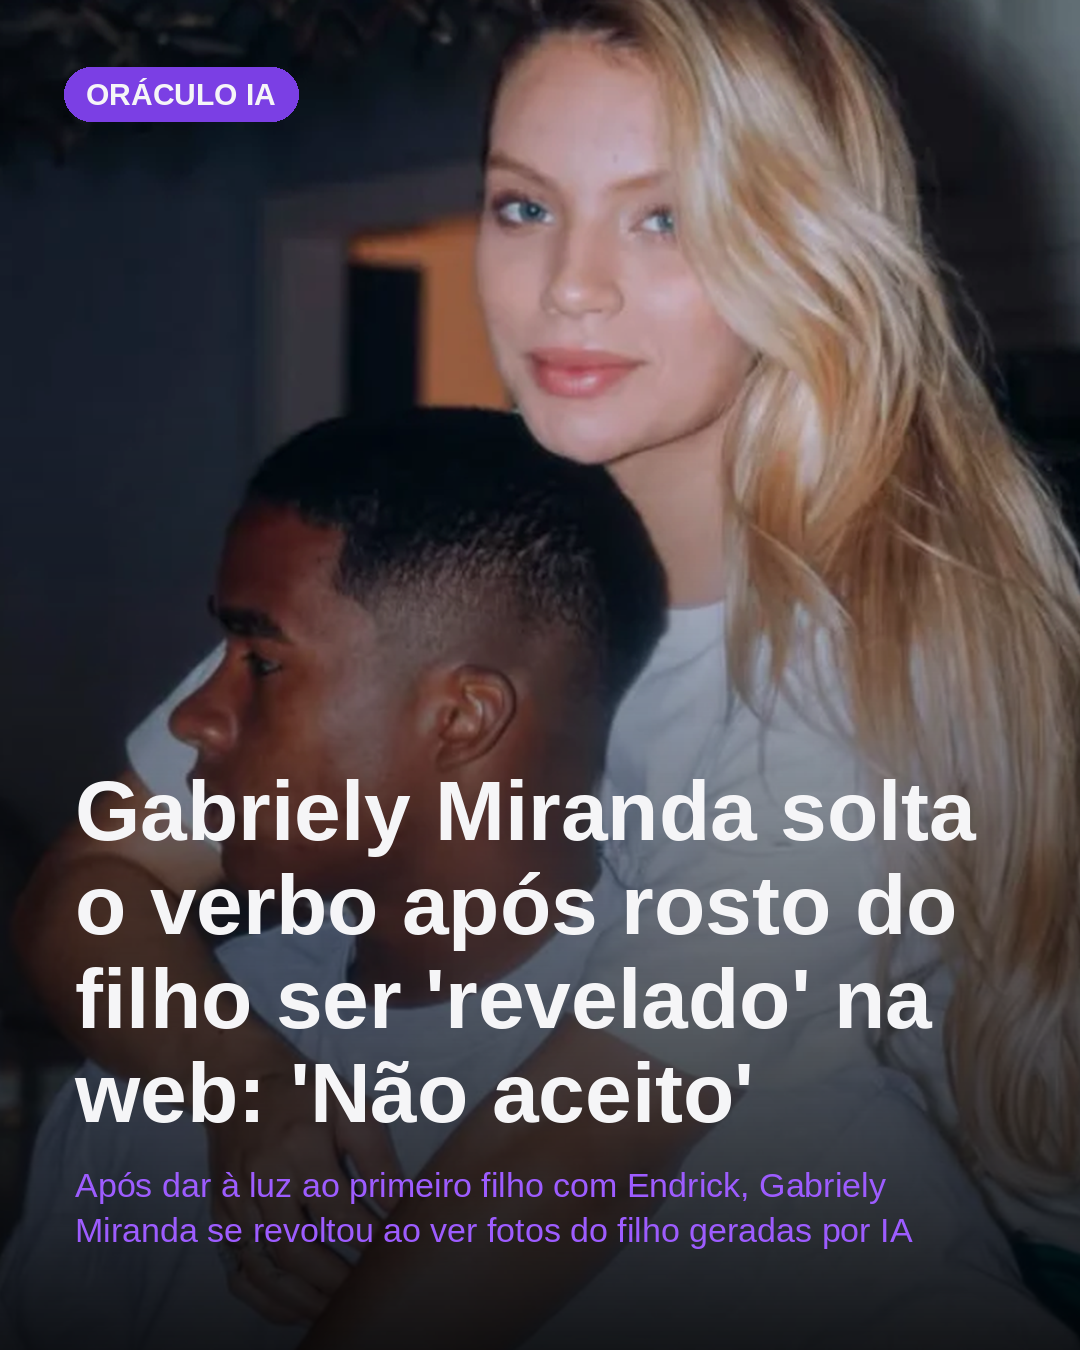 ORÁCULO IA
Gabriely Miranda solta
o verbo após rosto do
filho ser 'revelado' na
web: 'Não aceito'
Após dar à luz ao primeiro filho com Endrick, Gabriely
Miranda se revoltou ao ver fotos do filho geradas por IA